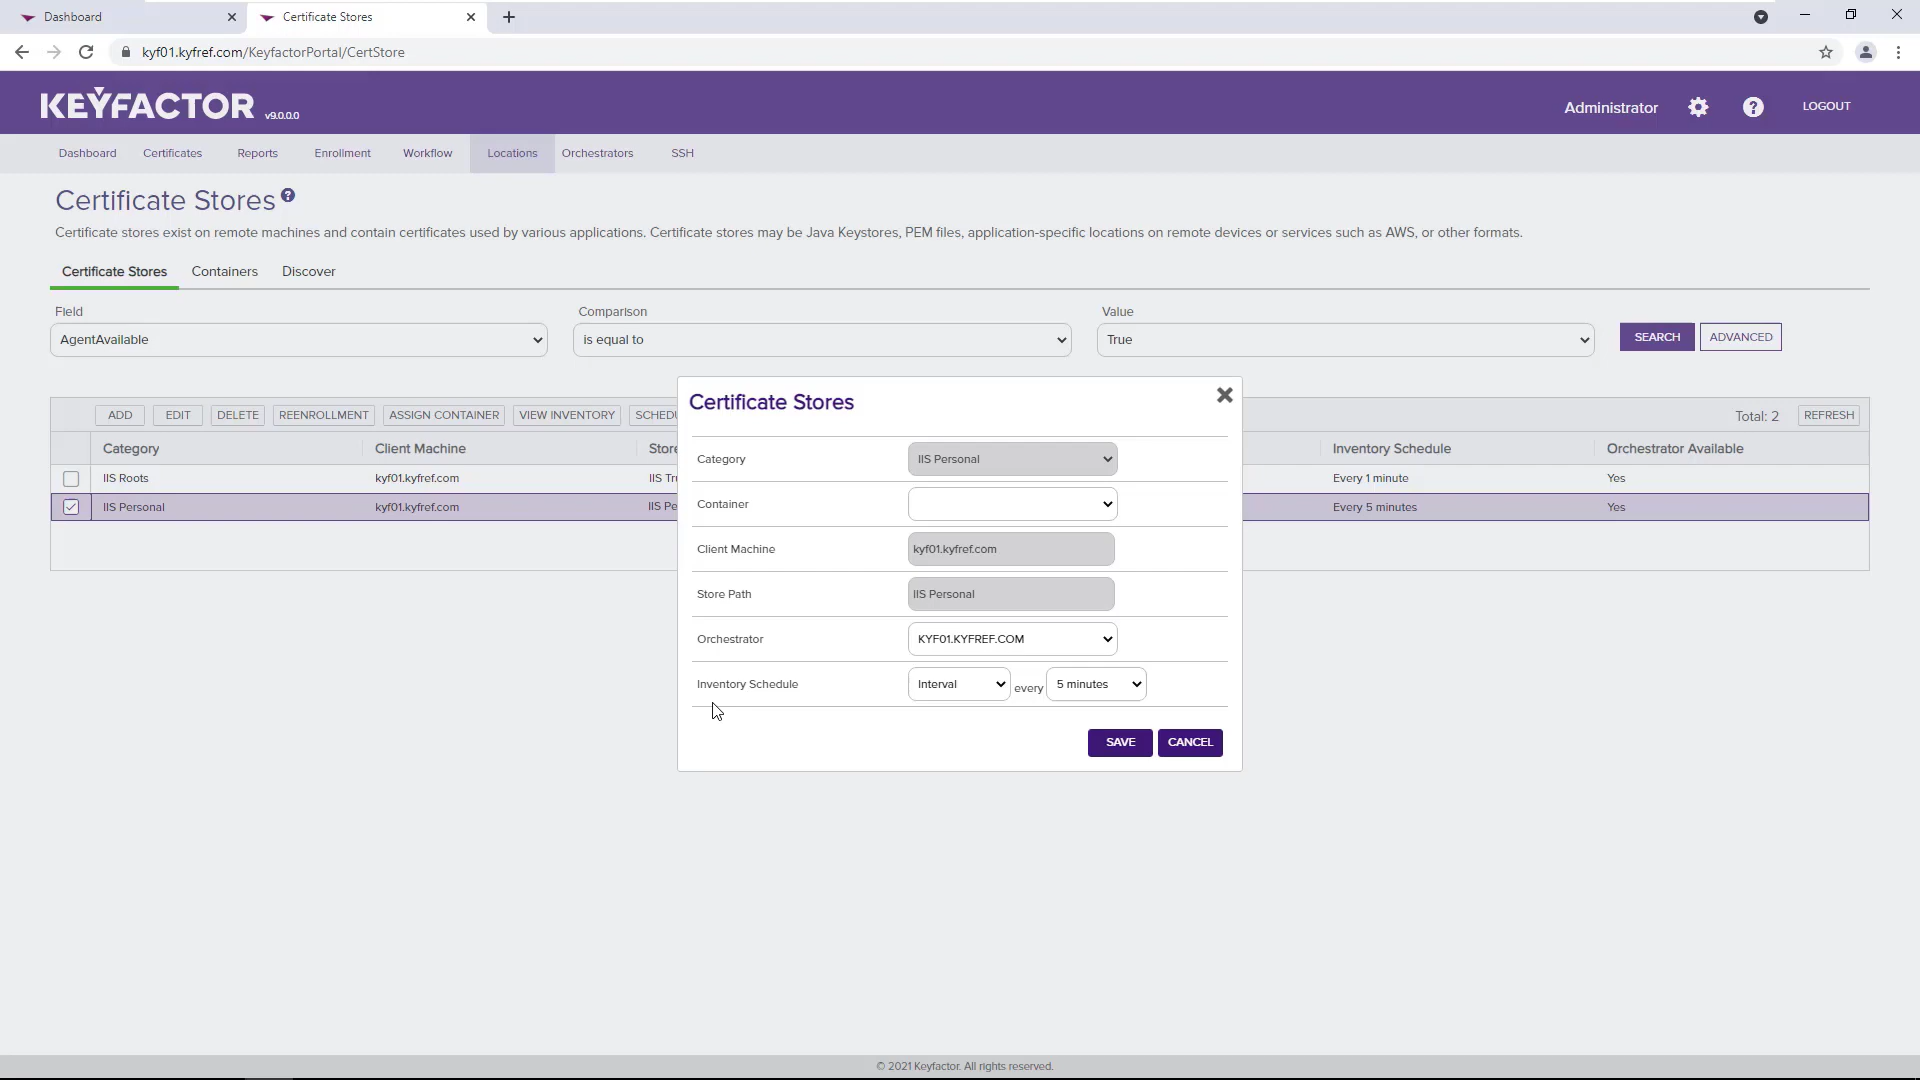 Dashboard
Certificate Stores
kyf01.kyfref.com/KeyfactorPortal/CertStore
KEYFACTOR v9.0.0.0
Administrator
LOGOUT
Dashboard Certificates Reports Enrollment Workflow Locations Orchestrators SSH
Certificate Stores
Certificate stores exist on remote machines and contain certificates used by various applications. Certificate stores may be Java Keystores, PEM files, application-specific locations on remote devices or services such as AWS, or other formats.
Certificate Stores Containers Discover
Field Comparison Value
AgentAvailable is equal to True SEARCH ADVANCED
ADD EDIT DELETE REENROLLMENT ASSIGN CONTAINER VIEW INVENTORY SCHEDU Total: 2 REFRESH
Category Client Machine Store Inventory Schedule Orchestrator Available
IIS Roots kyf01.kyfref.com IIS Tru Every 1 minute Yes
IIS Personal kyf01.kyfref.com IIS Pe Every 5 minutes Yes
Certificate Stores
Category IIS Personal
Container
Client Machine kyf01.kyfref.com
Store Path IIS Personal
Orchestrator KYF01.KYFREF.COM
Inventory Schedule Interval every 5 minutes
SAVE CANCEL
© 2021 Keyfactor. All rights reserved.